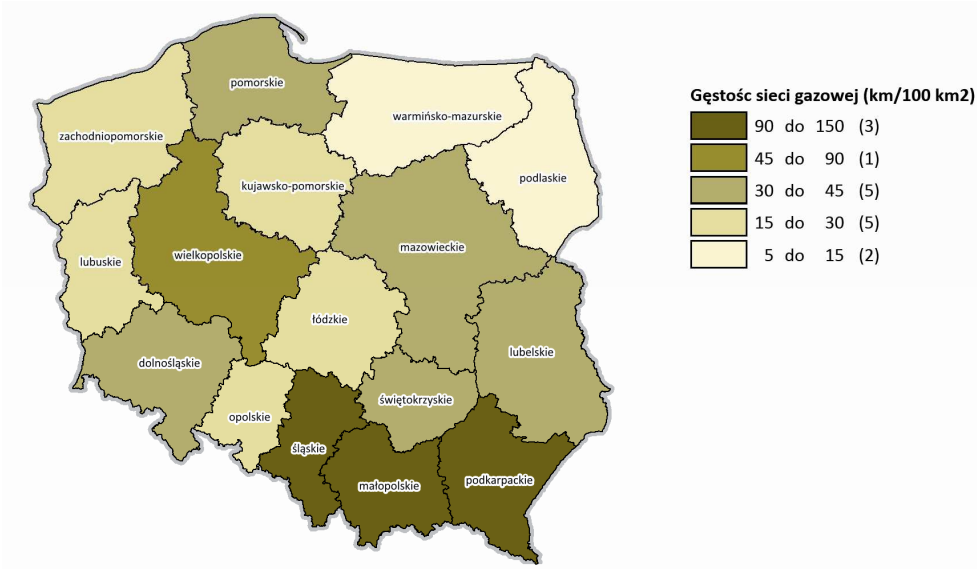 pomorskie
warmińsko-mazurskie
zachodniopomorskie
podlaskie
kujawsko-pomorskie
mazowieckie
wielkopolskie
lubuskie
łódzkie
lubelskie
dolnośląskie
świętokrzyskie
opolskie
śląskie
podkarpackie
małopolskie
Gęstośc sieci gazowej (km/100 km2)
90 do 150 (3)
45 do 90 (1)
30 do 45 (5)
15 do 30 (5)
5 do 15 (2)